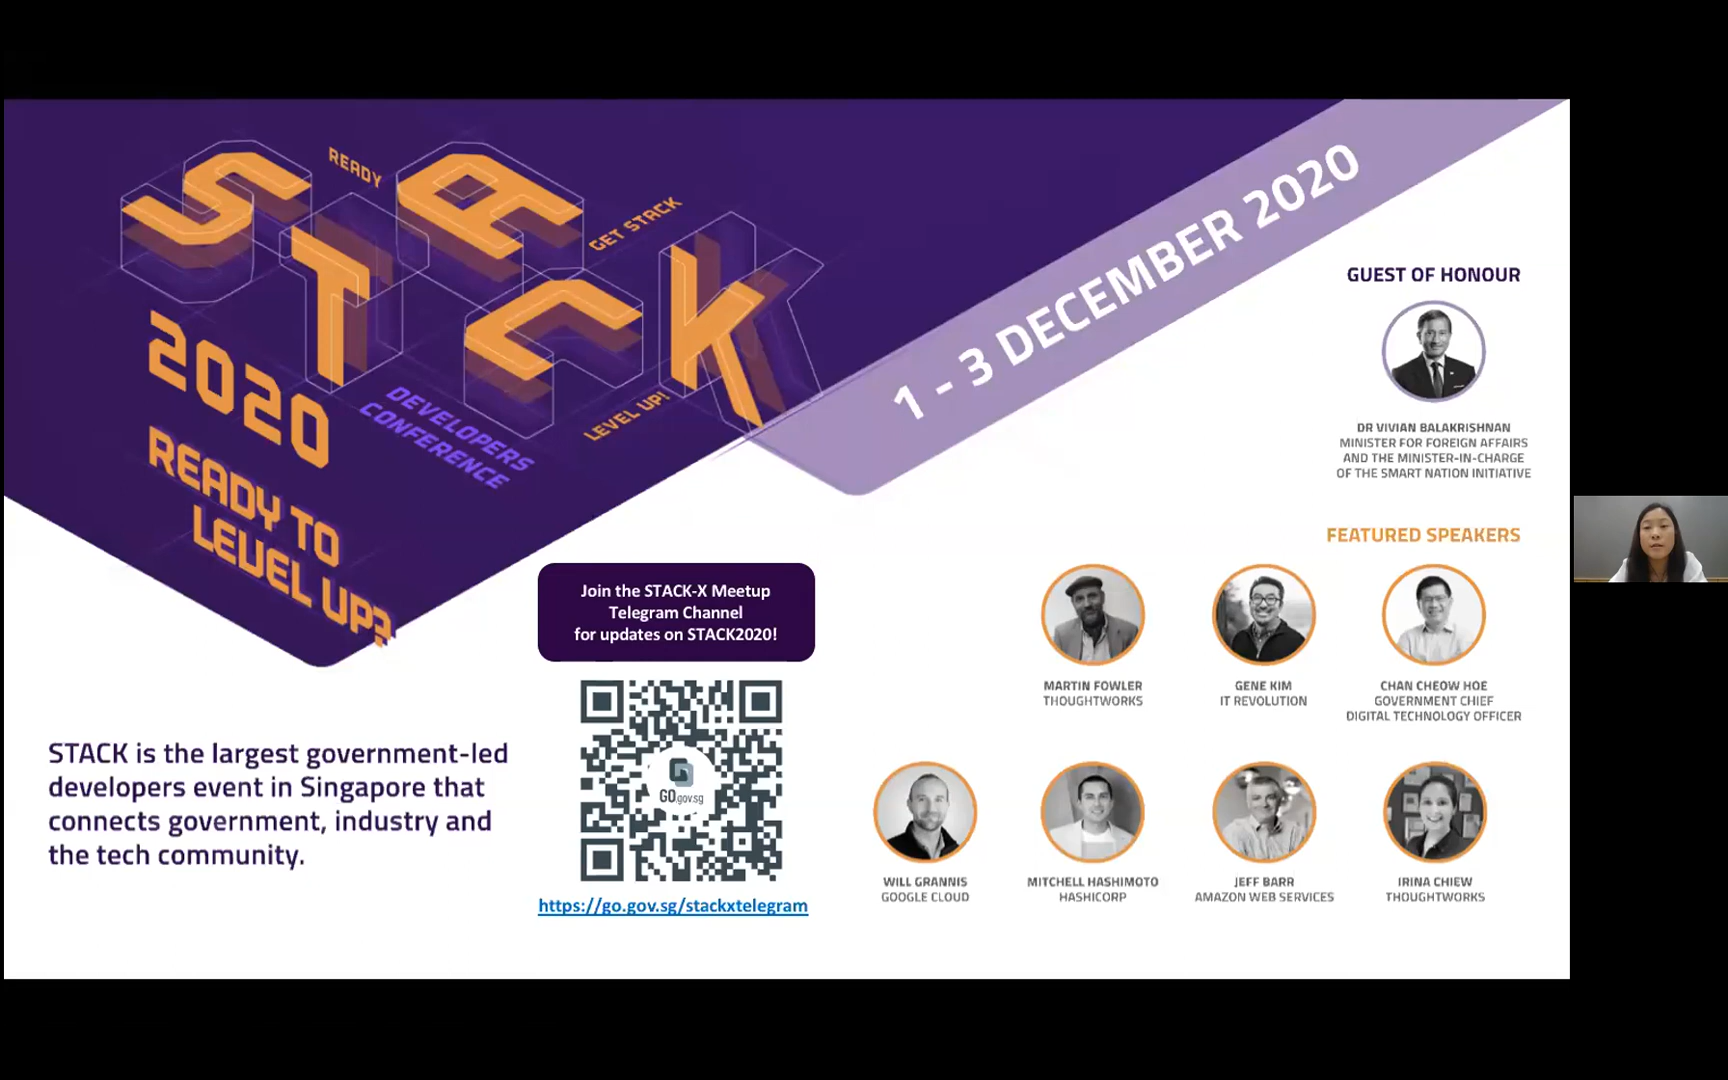 STACK
READY
GET STACK
LEVEL UP!
2020
DEVELOPERS
CONFERENCE
READY TO
LEVEL UP?
1 - 3 DECEMBER 2020
GUEST OF HONOUR
DR VIVIAN BALAKRISHNAN
MINISTER FOR FOREIGN AFFAIRS
AND THE MINISTER-IN-CHARGE
OF THE SMART NATION INITIATIVE
FEATURED SPEAKERS
MARTIN FOWLER
THOUGHTWORKS
GENE KIM
IT REVOLUTION
CHAN CHEOW HOE
GOVERNMENT CHIEF
DIGITAL TECHNOLOGY OFFICER
WILL GRANNIS
GOOGLE CLOUD
MITCHELL HASHIMOTO
HASHICORP
JEFF BARR
AMAZON WEB SERVICES
IRINA CHIEW
THOUGHTWORKS
Join the STACK-X Meetup
Telegram Channel
for updates on STACK2020!
GO.gov.sg
https://go.gov.sg/stackxtelegram
STACK is the largest government-led
developers event in Singapore that
connects government, industry and
the tech community.